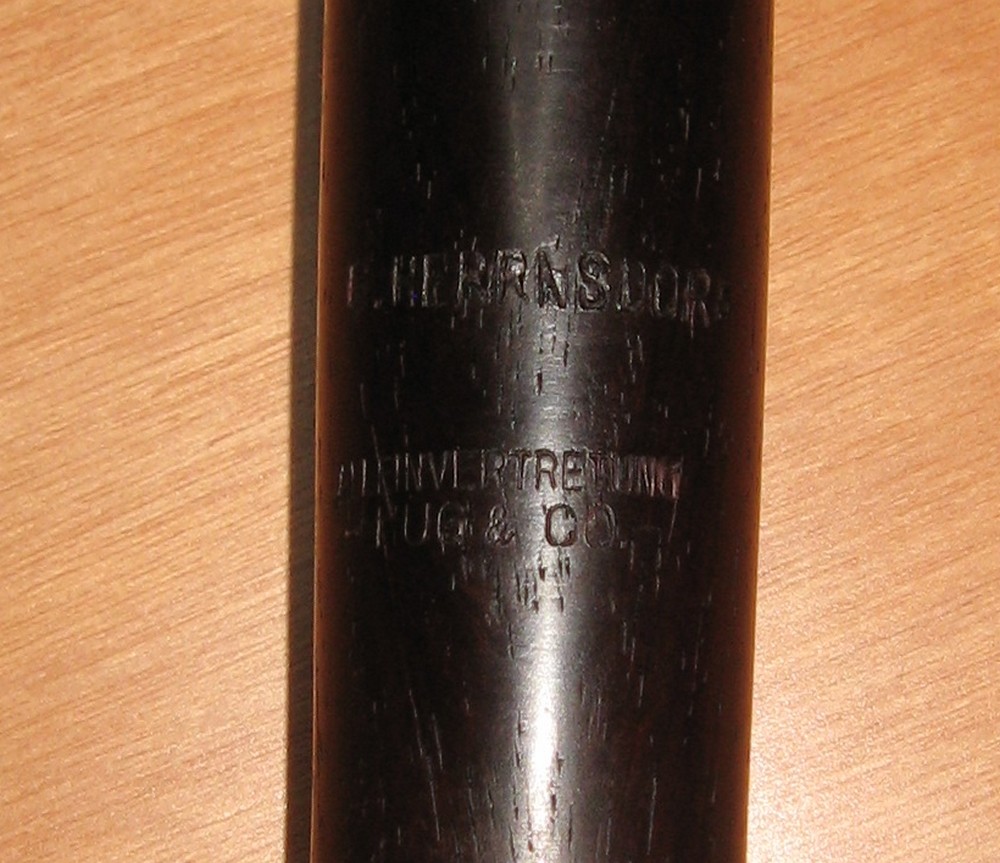 F. HERRNSDORF
ALLEINVERTRETUNG
HUG & CO.